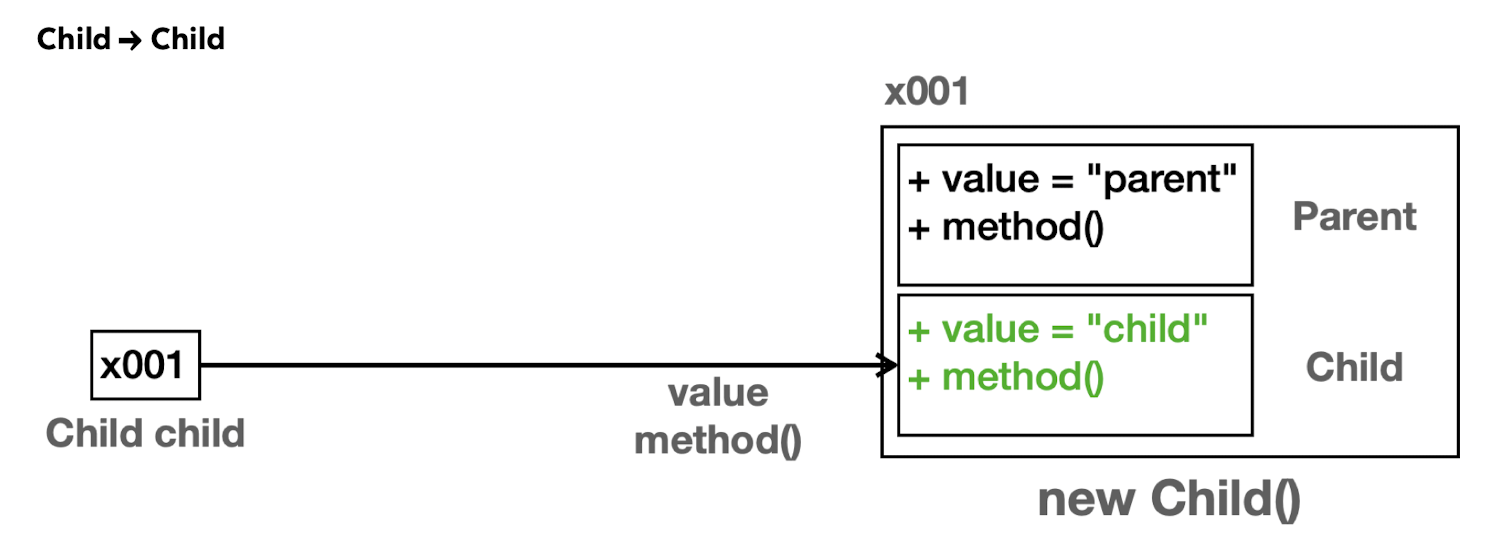 Child → Child
x001
+ value = "parent"
+ method()
Parent
+ value = "child"
+ method()
Child
x001
value
method()
Child child
new Child()